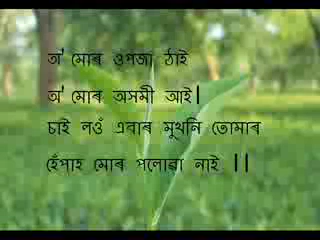 অ' মোৰ ওপজা ঠাই
অ' মোৰ অসমী আই।
চাই লওঁ এবাৰ মুখনি তোমাৰ
হেঁপাহ মোৰ পলোৱা নাই ।।